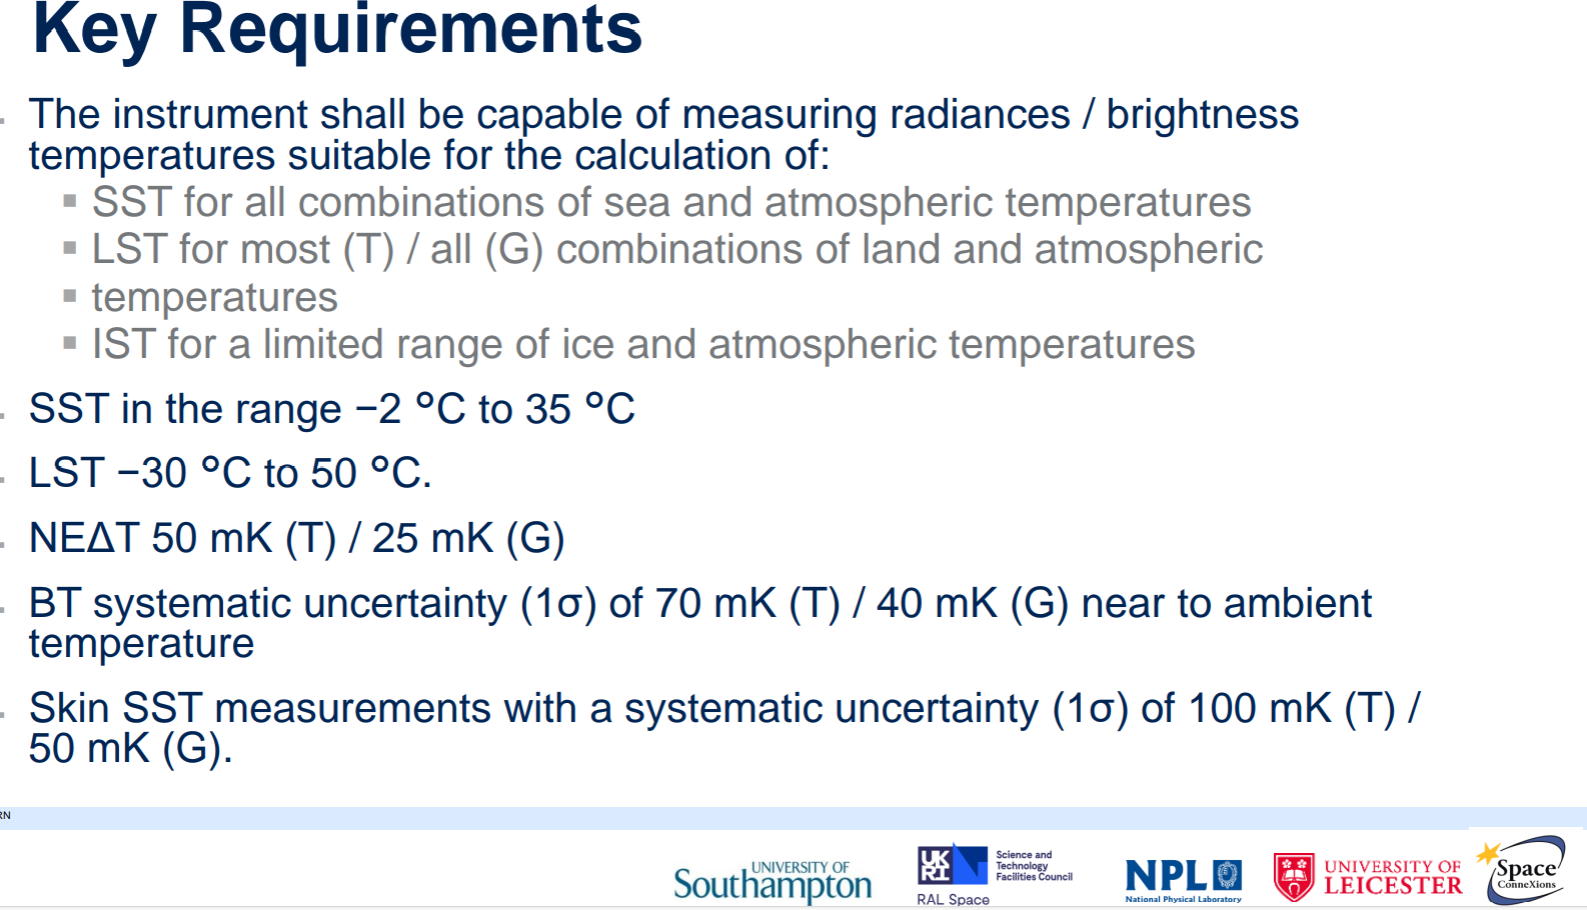 Key Requirements
The instrument shall be capable of measuring radiances / brightness
temperatures suitable for the calculation of:
SST for all combinations of sea and atmospheric temperatures
LST for most (T) / all (G) combinations of land and atmospheric
temperatures
IST for a limited range of ice and atmospheric temperatures
SST in the range −2 °C to 35 °C
LST −30 °C to 50 °C.
NEΔT 50 mK (T) / 25 mK (G)
BT systematic uncertainty (1σ) of 70 mK (T) / 40 mK (G) near to ambient
temperature
Skin SST measurements with a systematic uncertainty (1σ) of 100 mK (T) /
50 mK (G).
UNIVERSITY OF
Southampton
UK
RI
Science and
Technology
Facilities Council
RAL Space
NPL
National Physical Laboratory
UNIVERSITY OF
LEICESTER
Space
ConneXions